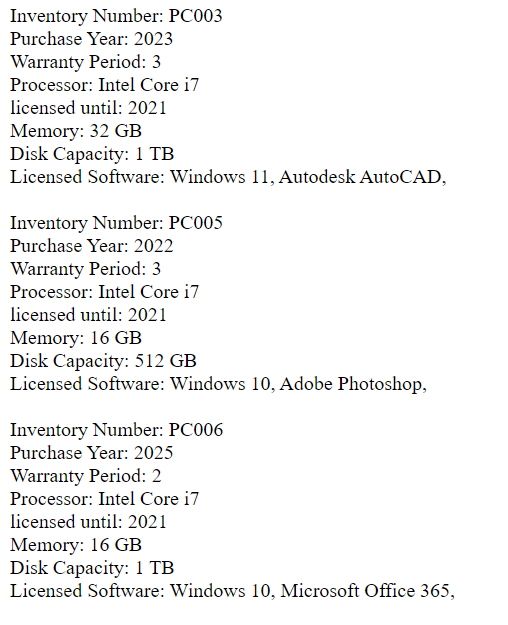 Inventory Number: PC003
Purchase Year: 2023
Warranty Period: 3
Processor: Intel Core i7
licensed until: 2021
Memory: 32 GB
Disk Capacity: 1 TB
Licensed Software: Windows 11, Autodesk AutoCAD,

Inventory Number: PC005
Purchase Year: 2022
Warranty Period: 3
Processor: Intel Core i7
licensed until: 2021
Memory: 16 GB
Disk Capacity: 512 GB
Licensed Software: Windows 10, Adobe Photoshop,

Inventory Number: PC006
Purchase Year: 2025
Warranty Period: 2
Processor: Intel Core i7
licensed until: 2021
Memory: 16 GB
Disk Capacity: 1 TB
Licensed Software: Windows 10, Microsoft Office 365,